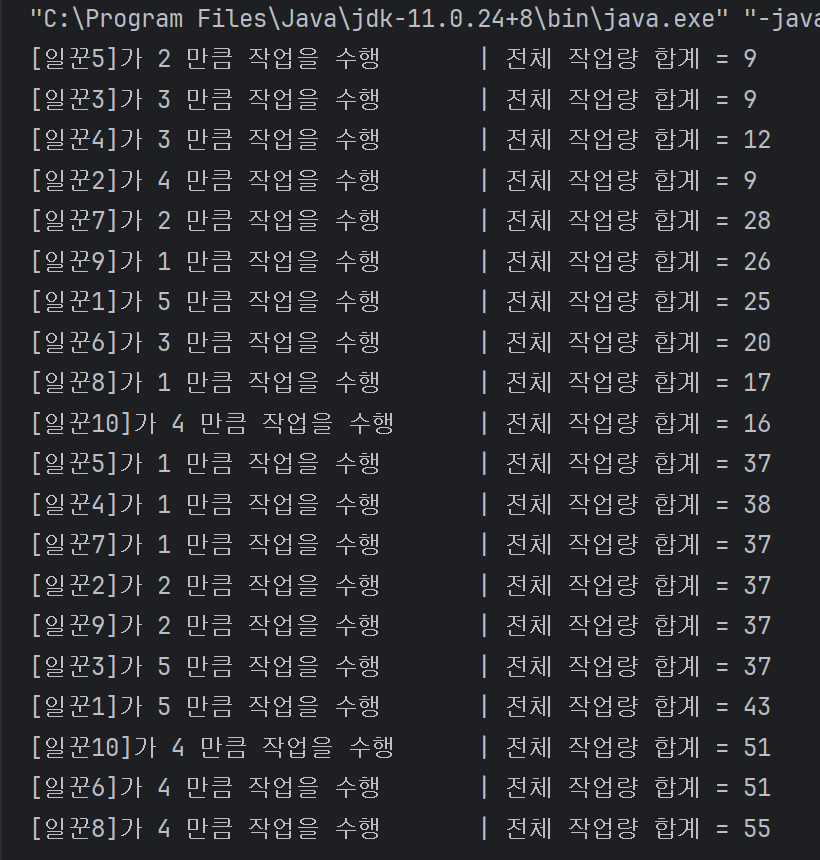 "C:\Program Files\Java\jdk-11.0.24+8\bin\java.exe" "-java
[일꾼5]가 2 만큼 작업을 수행 | 전체 작업량 합계 = 9
[일꾼3]가 3 만큼 작업을 수행 | 전체 작업량 합계 = 9
[일꾼4]가 3 만큼 작업을 수행 | 전체 작업량 합계 = 12
[일꾼2]가 4 만큼 작업을 수행 | 전체 작업량 합계 = 9
[일꾼7]가 2 만큼 작업을 수행 | 전체 작업량 합계 = 28
[일꾼9]가 1 만큼 작업을 수행 | 전체 작업량 합계 = 26
[일꾼1]가 5 만큼 작업을 수행 | 전체 작업량 합계 = 25
[일꾼6]가 3 만큼 작업을 수행 | 전체 작업량 합계 = 20
[일꾼8]가 1 만큼 작업을 수행 | 전체 작업량 합계 = 17
[일꾼10]가 4 만큼 작업을 수행 | 전체 작업량 합계 = 16
[일꾼5]가 1 만큼 작업을 수행 | 전체 작업량 합계 = 37
[일꾼4]가 1 만큼 작업을 수행 | 전체 작업량 합계 = 38
[일꾼7]가 1 만큼 작업을 수행 | 전체 작업량 합계 = 37
[일꾼2]가 2 만큼 작업을 수행 | 전체 작업량 합계 = 37
[일꾼9]가 2 만큼 작업을 수행 | 전체 작업량 합계 = 37
[일꾼3]가 5 만큼 작업을 수행 | 전체 작업량 합계 = 37
[일꾼1]가 5 만큼 작업을 수행 | 전체 작업량 합계 = 43
[일꾼10]가 4 만큼 작업을 수행 | 전체 작업량 합계 = 51
[일꾼6]가 4 만큼 작업을 수행 | 전체 작업량 합계 = 51
[일꾼8]가 4 만큼 작업을 수행 | 전체 작업량 합계 = 55